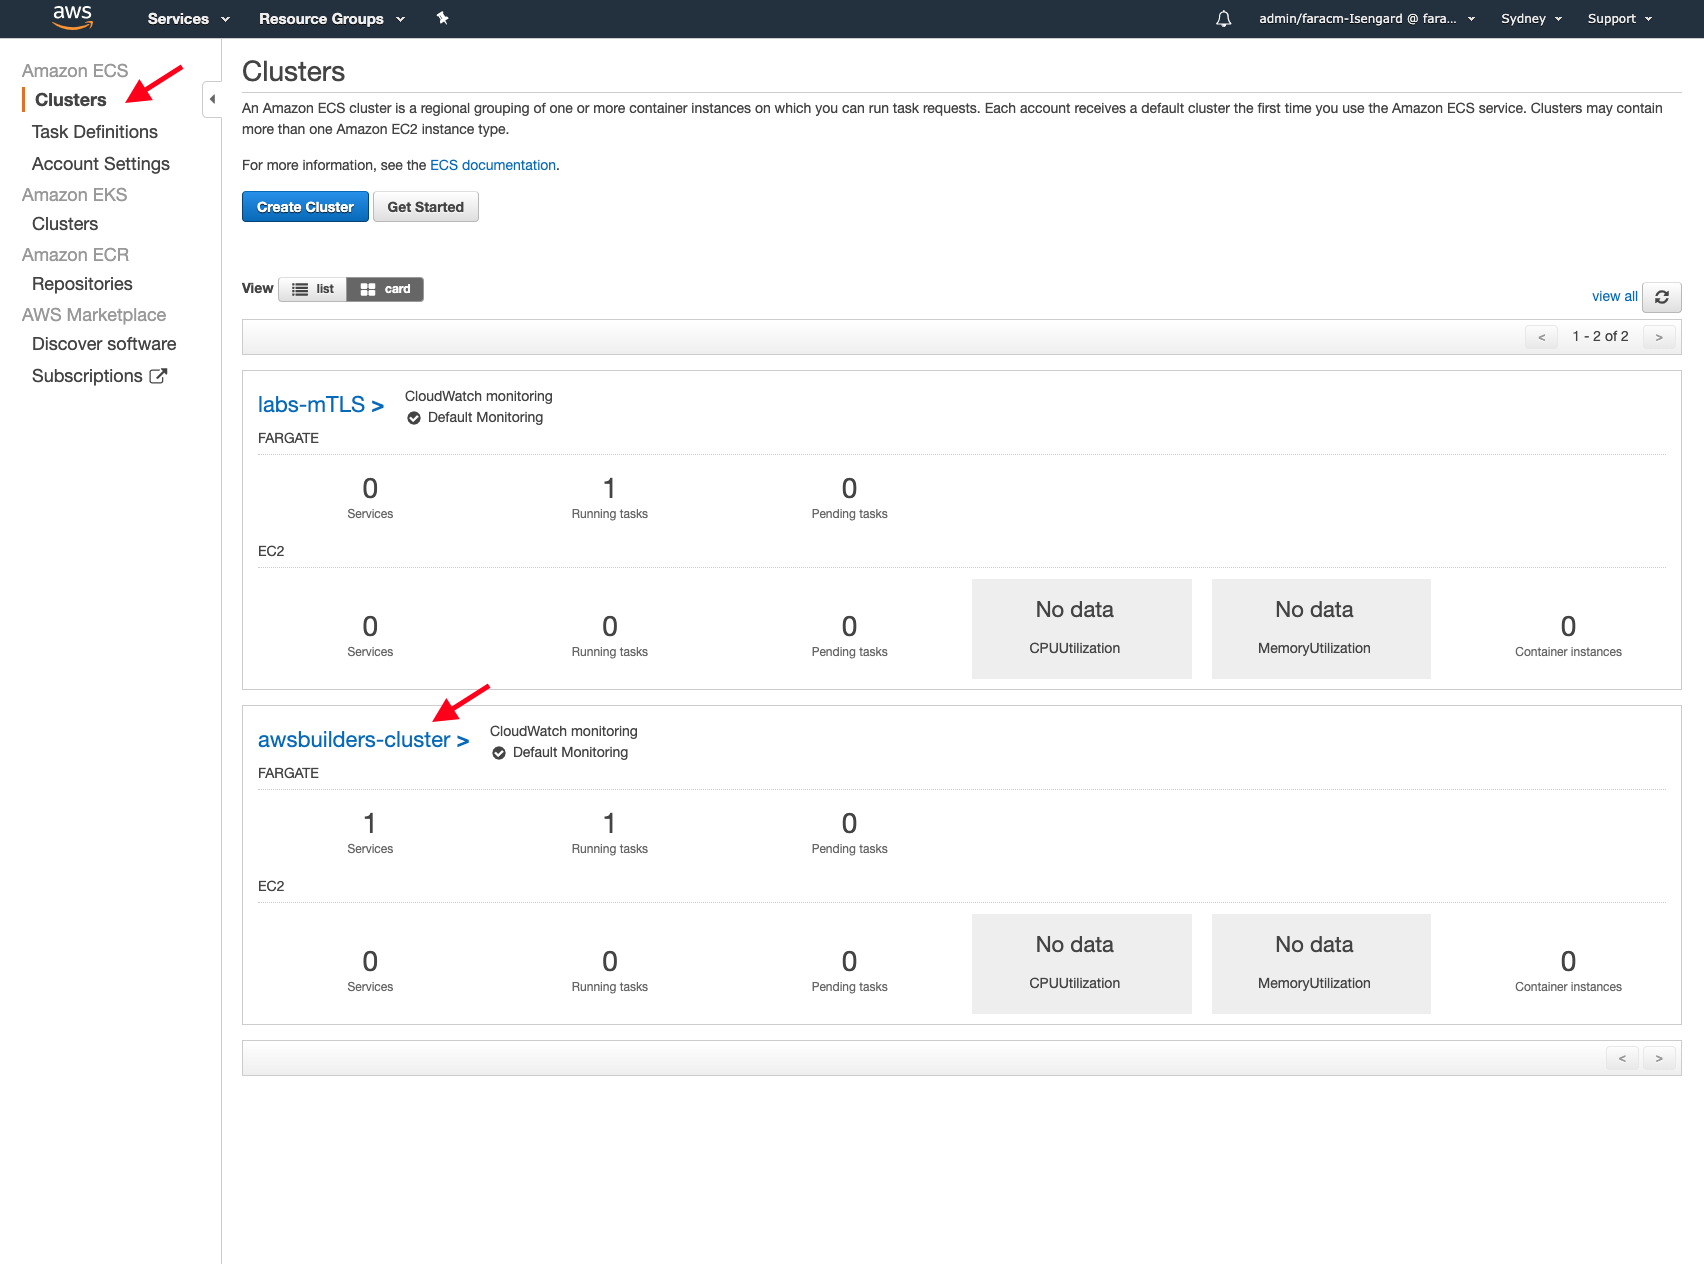 aws
Services
Resource Groups
admin/faracm-Isengard @ fara...
Sydney
Support
Amazon ECS
Clusters
Task Definitions
Account Settings
Amazon EKS
Clusters
Amazon ECR
Repositories
AWS Marketplace
Discover software
Subscriptions
Clusters
An Amazon ECS cluster is a regional grouping of one or more container instances on which you can run task requests. Each account receives a default cluster the first time you use the Amazon ECS service. Clusters may contain
more than one Amazon EC2 instance type.
For more information, see the ECS documentation.
Create Cluster
Get Started
View list card
view all
< 1 - 2 of 2 >
labs-mTLS >
CloudWatch monitoring
Default Monitoring
FARGATE
0 1 0
Services Running tasks Pending tasks
EC2
No data No data
0 0 0 0
CPUUtilization MemoryUtilization
Services Running tasks Pending tasks Container instances
awsbuilders-cluster >
CloudWatch monitoring
Default Monitoring
FARGATE
1 1 0
Services Running tasks Pending tasks
EC2
No data No data
0 0 0 0
CPUUtilization MemoryUtilization
Services Running tasks Pending tasks Container instances
< >